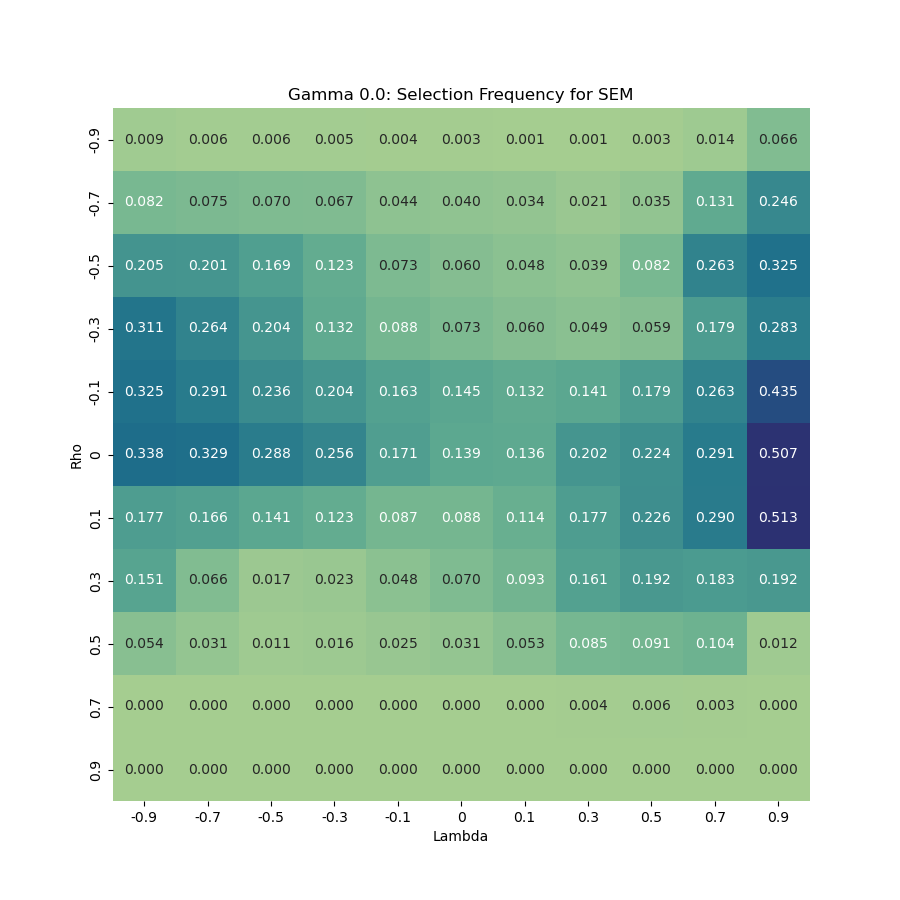 Gamma 0.0: Selection Frequency for SEM
-0.9 0.009 0.006 0.006 0.005 0.004 0.003 0.001 0.001 0.003 0.014 0.066
-0.7 0.082 0.075 0.070 0.067 0.044 0.040 0.034 0.021 0.035 0.131 0.246
-0.5 0.205 0.201 0.169 0.123 0.073 0.060 0.048 0.039 0.082 0.263 0.325
-0.3 0.311 0.264 0.204 0.132 0.088 0.073 0.060 0.049 0.059 0.179 0.283
-0.1 0.325 0.291 0.236 0.204 0.163 0.145 0.132 0.141 0.179 0.263 0.435
Rho
0 0.338 0.329 0.288 0.256 0.171 0.139 0.136 0.202 0.224 0.291 0.507
0.1 0.177 0.166 0.141 0.123 0.087 0.088 0.114 0.177 0.226 0.290 0.513
0.3 0.151 0.066 0.017 0.023 0.048 0.070 0.093 0.161 0.192 0.183 0.192
0.5 0.054 0.031 0.011 0.016 0.025 0.031 0.053 0.085 0.091 0.104 0.012
0.7 0.000 0.000 0.000 0.000 0.000 0.000 0.000 0.004 0.006 0.003 0.000
0.9 0.000 0.000 0.000 0.000 0.000 0.000 0.000 0.000 0.000 0.000 0.000
-0.9 -0.7 -0.5 -0.3 -0.1 0 0.1 0.3 0.5 0.7 0.9
Lambda